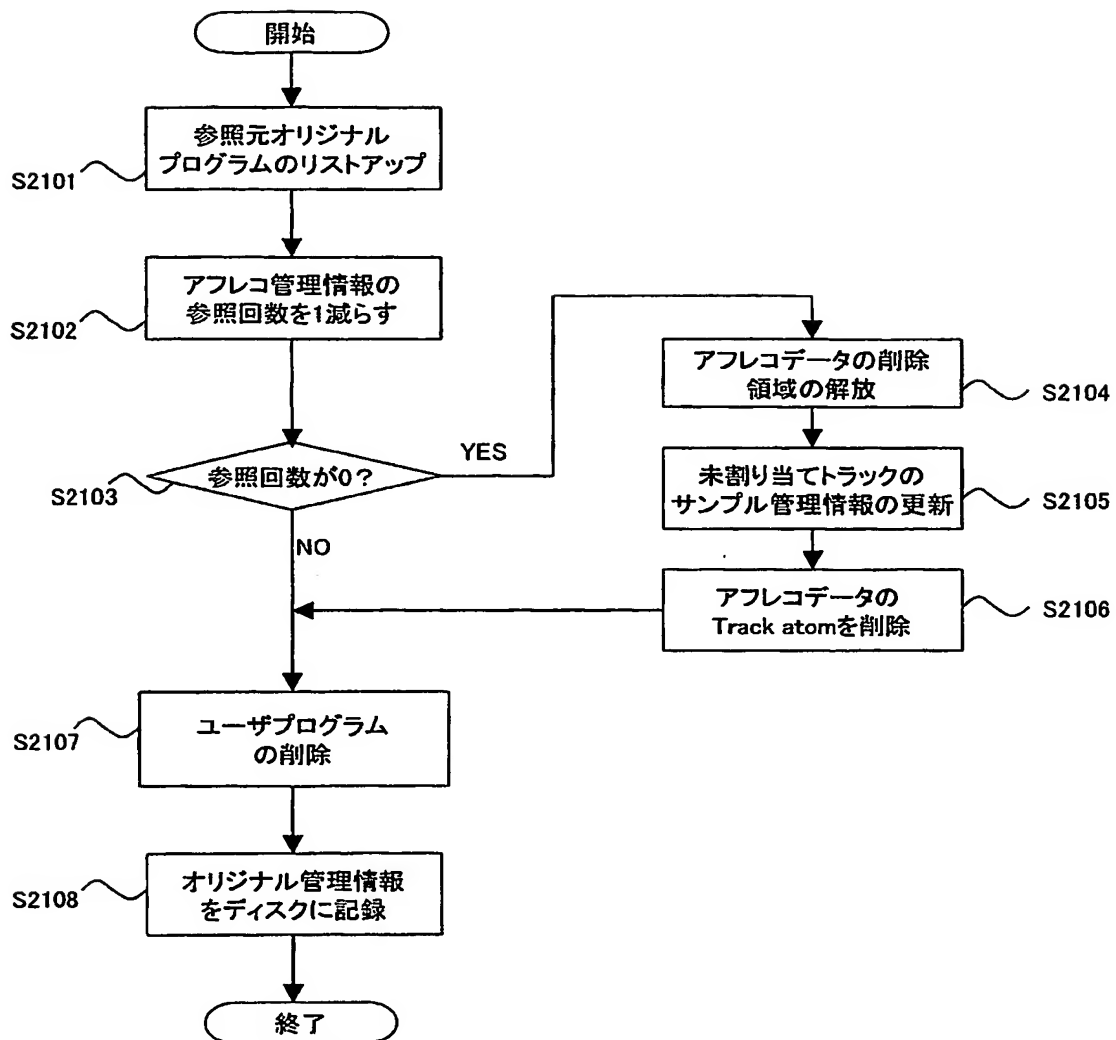 開始
参照元オリジナル
プログラムのリストアップ
S2101
アフレコ管理情報の
参照回数を1減らす
S2102
参照回数が0?
S2103
YES
NO
アフレコデータの削除
領域の解放
S2104
未割り当てトラックの
サンプル管理情報の更新
S2105
アフレコデータの
Track atomを削除
S2106
ユーザプログラム
の削除
S2107
オリジナル管理情報
をディスクに記録
S2108
終了